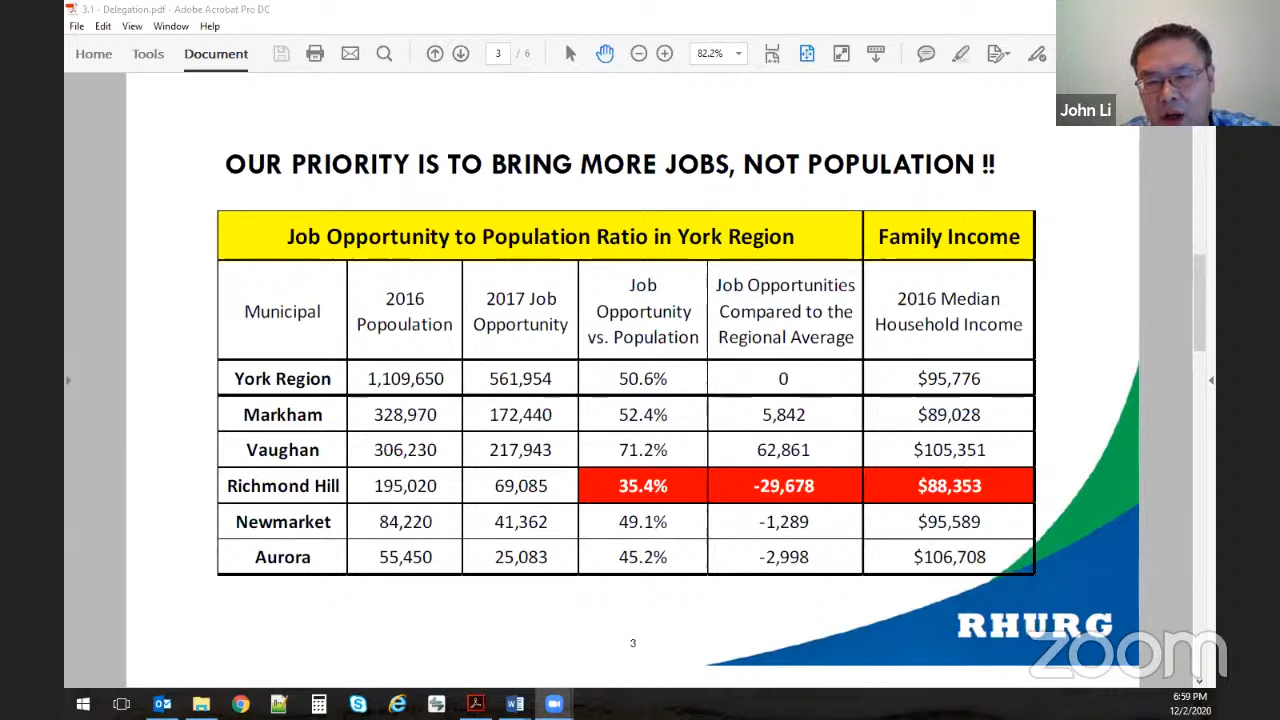 3.1 - Delegation.pdf - Adobe Acrobat Pro DC
File Edit View Window Help
Home Tools Document 3 / 6 82.2%
John Li
OUR PRIORITY IS TO BRING MORE JOBS, NOT POPULATION !!
Job Opportunity to Population Ratio in York Region Family Income
Municipal
2016
Popoulation
2017 Job
Opportunity
Job
Opportunity
vs. Population
Job Opportunities
Compared to the
Regional Average
2016 Median
Household Income
York Region 1,109,650 561,954 50.6% 0 $95,776
Markham 328,970 172,440 52.4% 5,842 $89,028
Vaughan 306,230 217,943 71.2% 62,861 $105,351
Richmond Hill 195,020 69,085 35.4% -29,678 $88,353
Newmarket 84,220 41,362 49.1% -1,289 $95,589
Aurora 55,450 25,083 45.2% -2,998 $106,708
RHURG
3
zoom
6:59 PM
12/2/2020